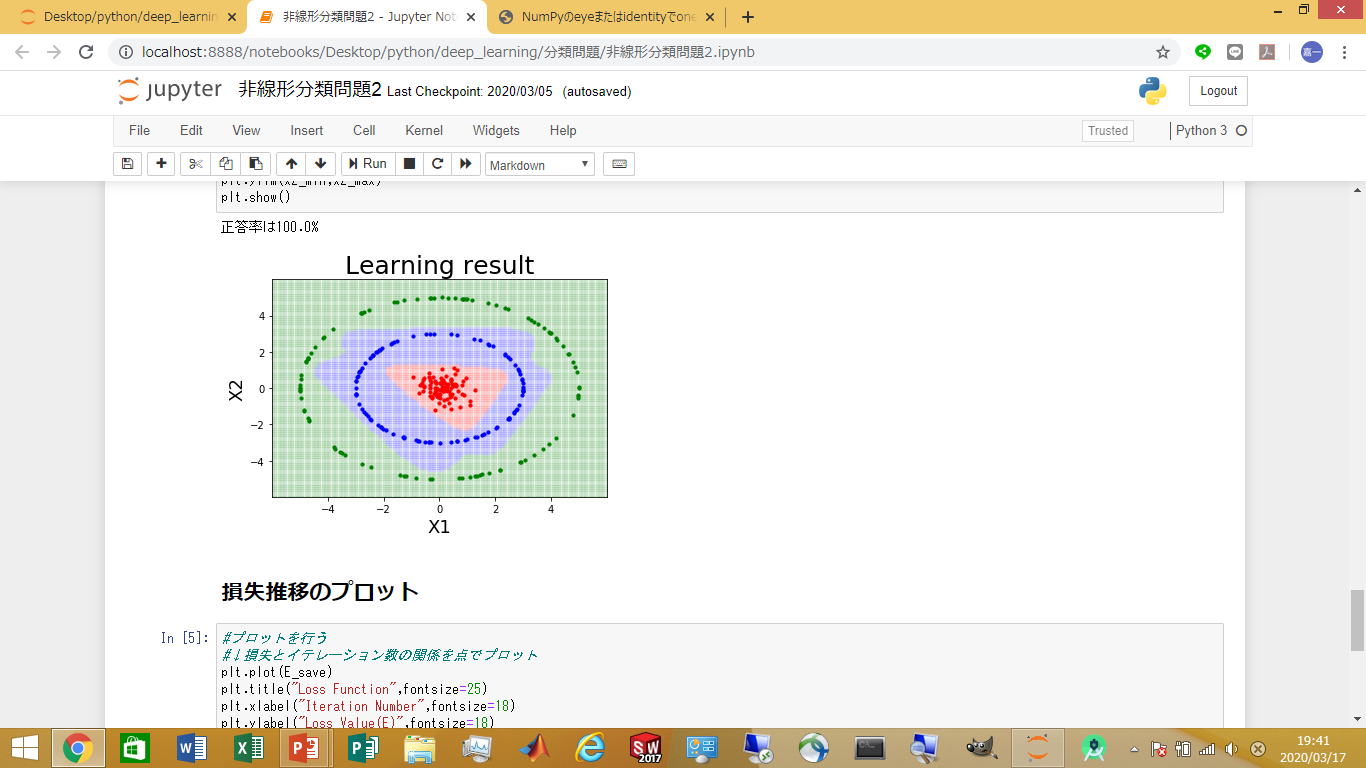 Desktop/python/deep_learnin
非線形分類問題2 - Jupyter Not
NumPyのeyeまたはidentityでone
localhost:8888/notebooks/Desktop/python/deep_learning/分類問題/非線形分類問題2.ipynb
嘉一
jupyter 非線形分類問題2 Last Checkpoint: 2020/03/05 (autosaved)
Logout
File Edit View Insert Cell Kernel Widgets Help
Trusted
Python 3
Run
Markdown
plt.ylim(x2_min,x2_max)
plt.show()
正答率は100.0%
Learning result
X2
4
2
0
−2
−4
−4 −2 0 2 4
X1
損失推移のプロット
In [5]:
#プロットを行う
#↓損失とイテレーション数の関係を点でプロット
plt.plot(E_save)
plt.title("Loss Function",fontsize=25)
plt.xlabel("Iteration Number",fontsize=18)
plt.ylabel("Loss Value(E)",fontsize=18)
SW
2017
19:41
2020/03/17